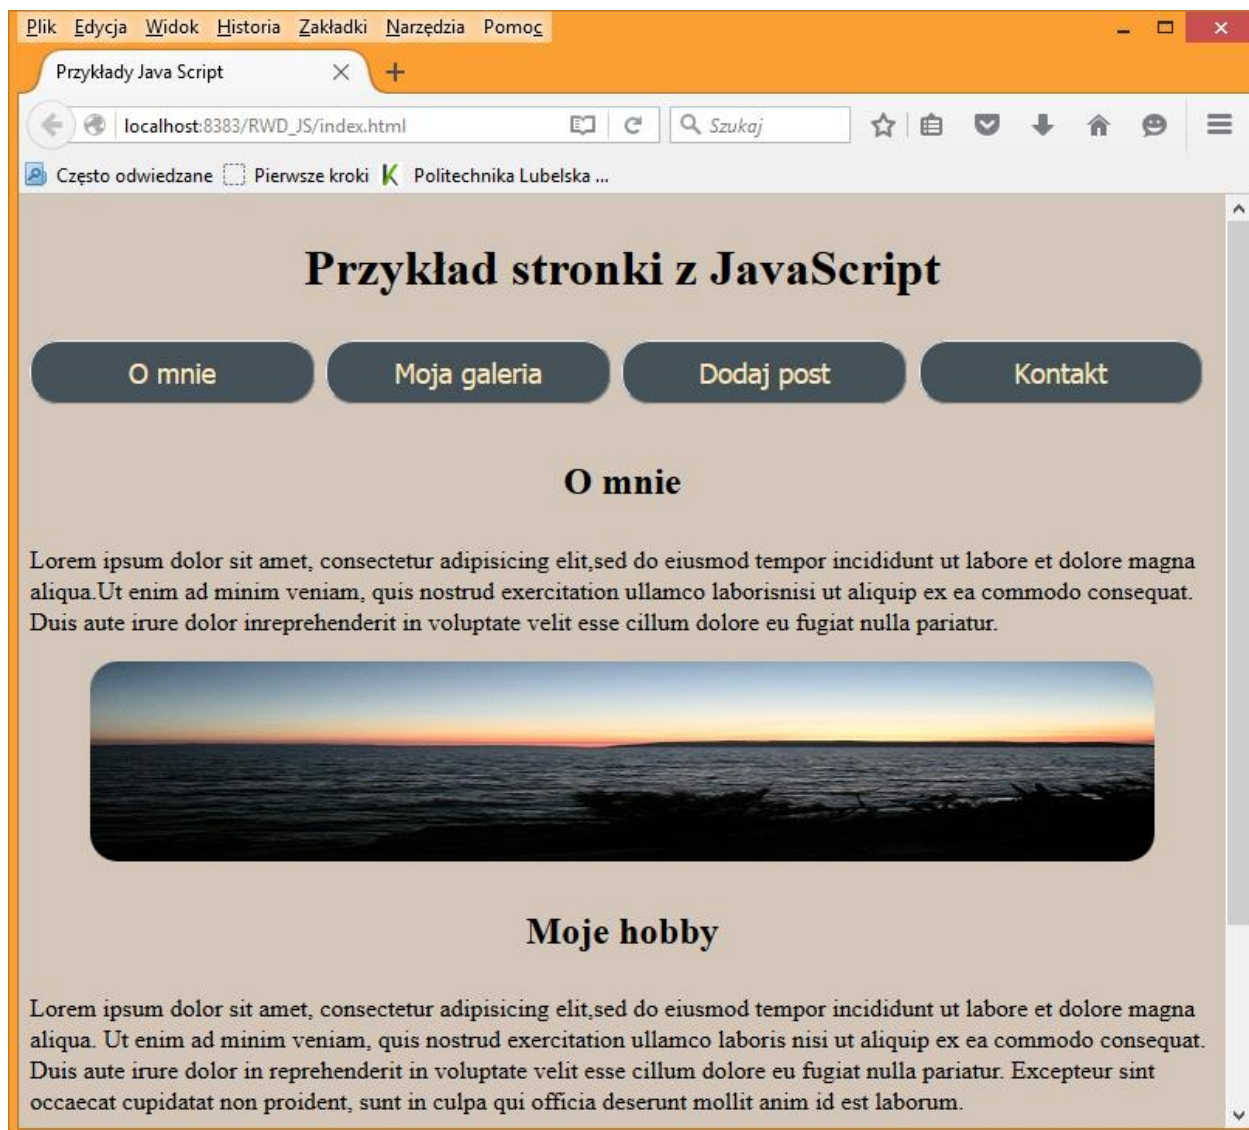 Plik Edycja Widok Historia Zakładki Narzędzia Pomoc
Przykłady Java Script
localhost:8383/RWD_JS/index.html
Szukaj
Często odwiedzane Pierwsze kroki Politechnika Lubelska ...
Przykład stronki z JavaScript
O mnie Moja galeria Dodaj post Kontakt
O mnie
Lorem ipsum dolor sit amet, consectetur adipisicing elit,sed do eiusmod tempor incididunt ut labore et dolore magna
aliqua.Ut enim ad minim veniam, quis nostrud exercitation ullamco laborisnisi ut aliquip ex ea commodo consequat.
Duis aute irure dolor inreprehenderit in voluptate velit esse cillum dolore eu fugiat nulla pariatur.
Moje hobby
Lorem ipsum dolor sit amet, consectetur adipisicing elit,sed do eiusmod tempor incididunt ut labore et dolore magna
aliqua. Ut enim ad minim veniam, quis nostrud exercitation ullamco laboris nisi ut aliquip ex ea commodo consequat.
Duis aute irure dolor in reprehenderit in voluptate velit esse cillum dolore eu fugiat nulla pariatur. Excepteur sint
occaecat cupidatat non proident, sunt in culpa qui officia deserunt mollit anim id est laborum.